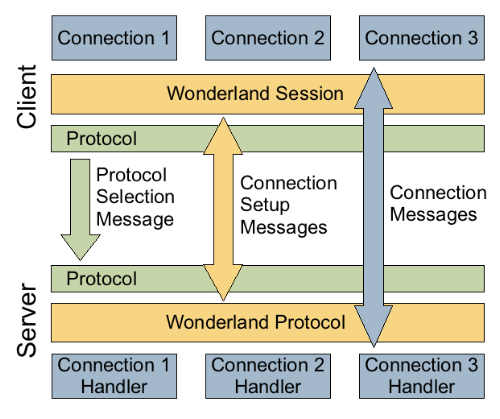 Client
Connection 1
Connection 2
Connection 3
Wonderland Session
Protocol
Protocol
Selection
Message
Connection
Setup
Messages
Connection
Messages
Server
Protocol
Wonderland Protocol
Connection 1
Handler
Connection 2
Handler
Connection 3
Handler